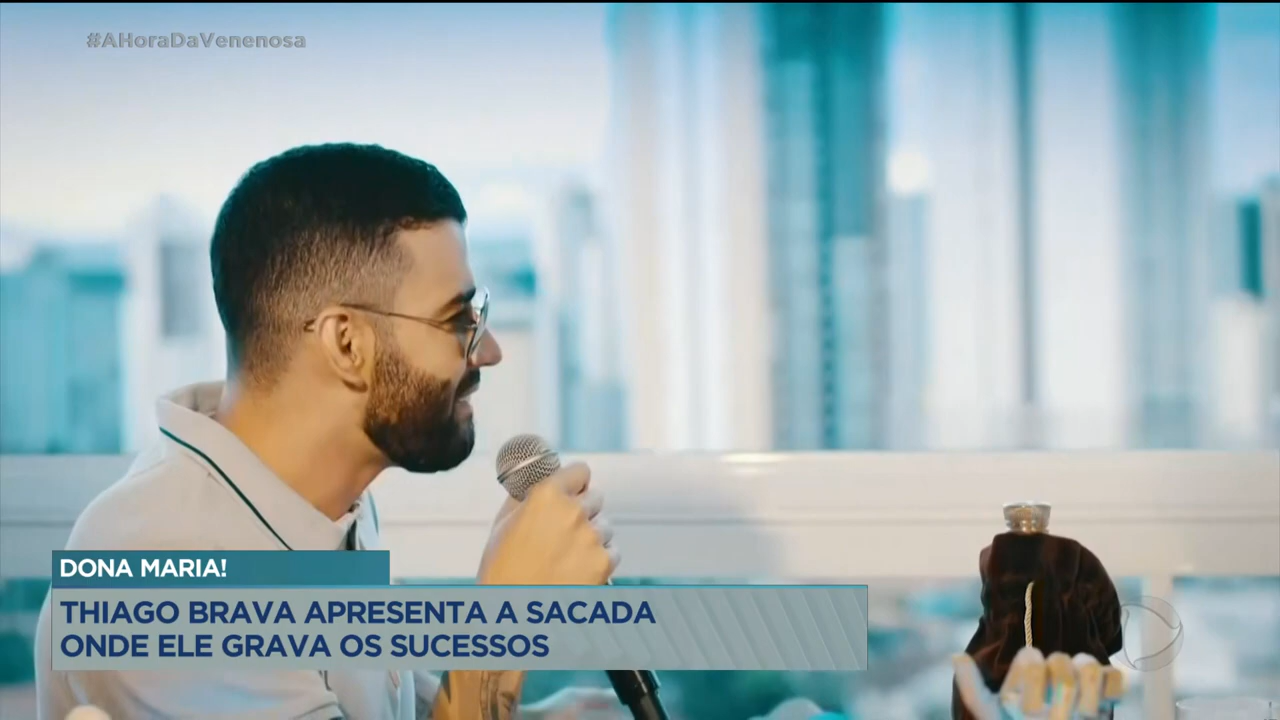 #AHoraDaVenenosa
DONA MARIA!
THIAGO BRAVA APRESENTA A SACADA
ONDE ELE GRAVA OS SUCESSOS